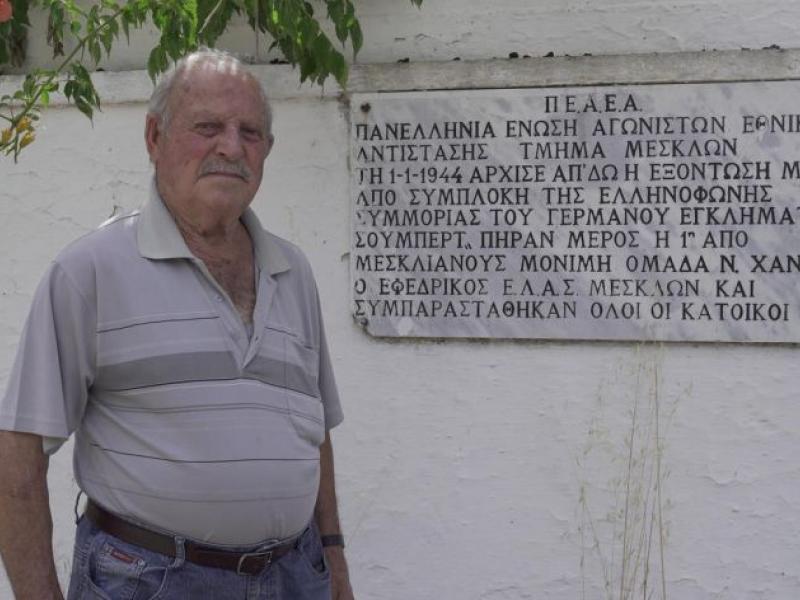 Π.Ε.Α.Ε.Α.
ΠΑΝΕΛΛΗΝΙΑ ΕΝΩΣΗ ΑΓΩΝΙΣΤΩΝ ΕΘΝΙΚ
ΑΝΤΙΣΤΑΣΗΣ ΤΜΗΜΑ ΜΕΣΚΛΩΝ
ΤΗ 1-1-1944 ΑΡΧΙΣΕ ΑΠ'ΔΩ Η ΕΞΟΝΤΩΣΗ Μ
ΑΠΟ ΣΥΜΠΛΟΚΗ ΤΗΣ ΕΛΛΗΝΟΦΩΝΗΣ
ΣΥΜΜΟΡΙΑΣ ΤΟΥ ΓΕΡΜΑΝΟΥ ΕΓΚΛΗΜΑΤ
ΣΟΥΜΠΕΡΤ„ ΠΗΡΑΝ ΜΕΡΟΣ Η 1η ΑΠΟ
ΜΕΣΚΛΙΑΝΟΥΣ ΜΟΝΙΜΗ ΟΜΑΔΑ Ν. ΧΑΝ
Ο ΕΦΕΔΡΙΚΟΣ Ε.Λ.Α.Σ. ΜΕΣΚΛΩΝ ΚΑΙ
ΣΥΜΠΑΡΑΣΤΑΘΗΚΑΝ ΟΛΟΙ ΟΙ ΚΑΤΟΙΚΟΙ